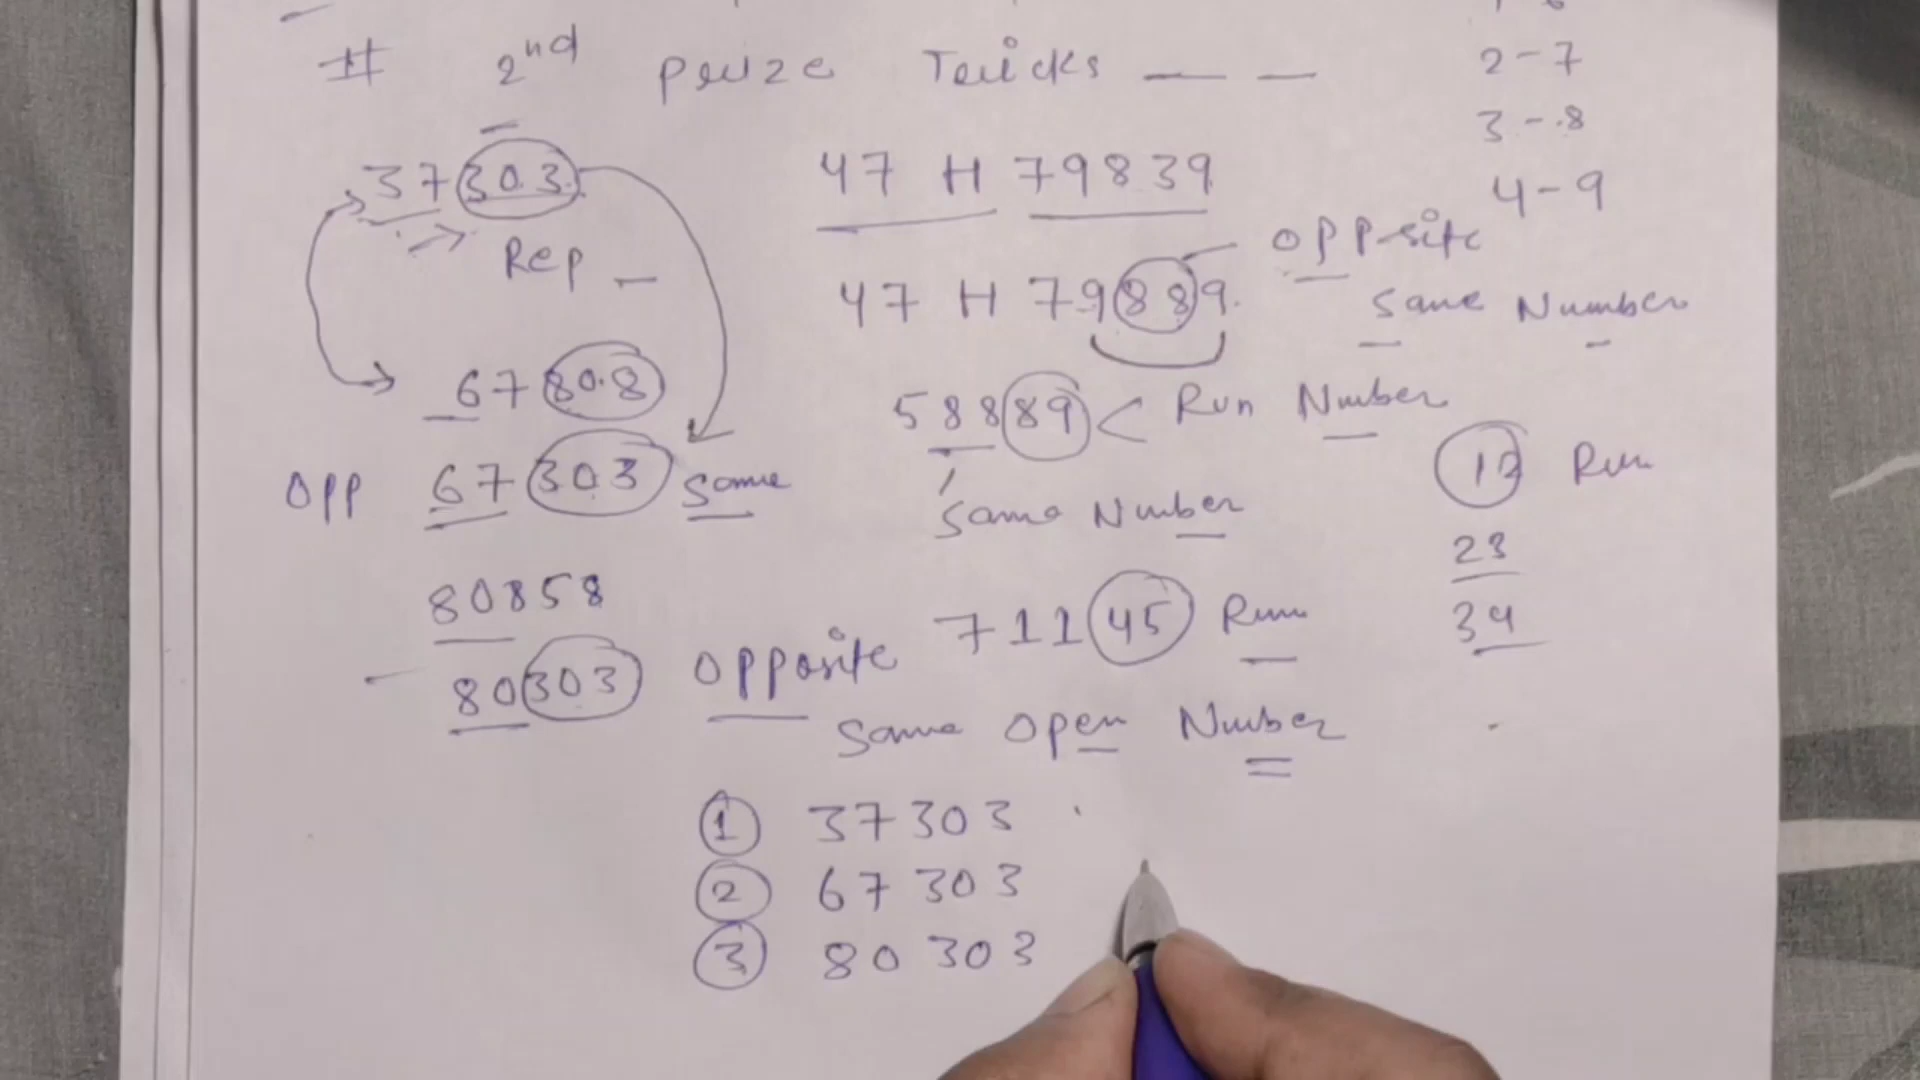 # 2nd Prize Tricks — —
2-7
3-8
4-9
37303
Rep —
67808
Opp 67303 Same
80858
80303 Opposite
47 H 79839
47 H 79889 Opposite
Same Number
58889 < Run Number
Same Number
71145 Run
Same Open Number
Run
23
34
① 37303
② 67303
③ 80303